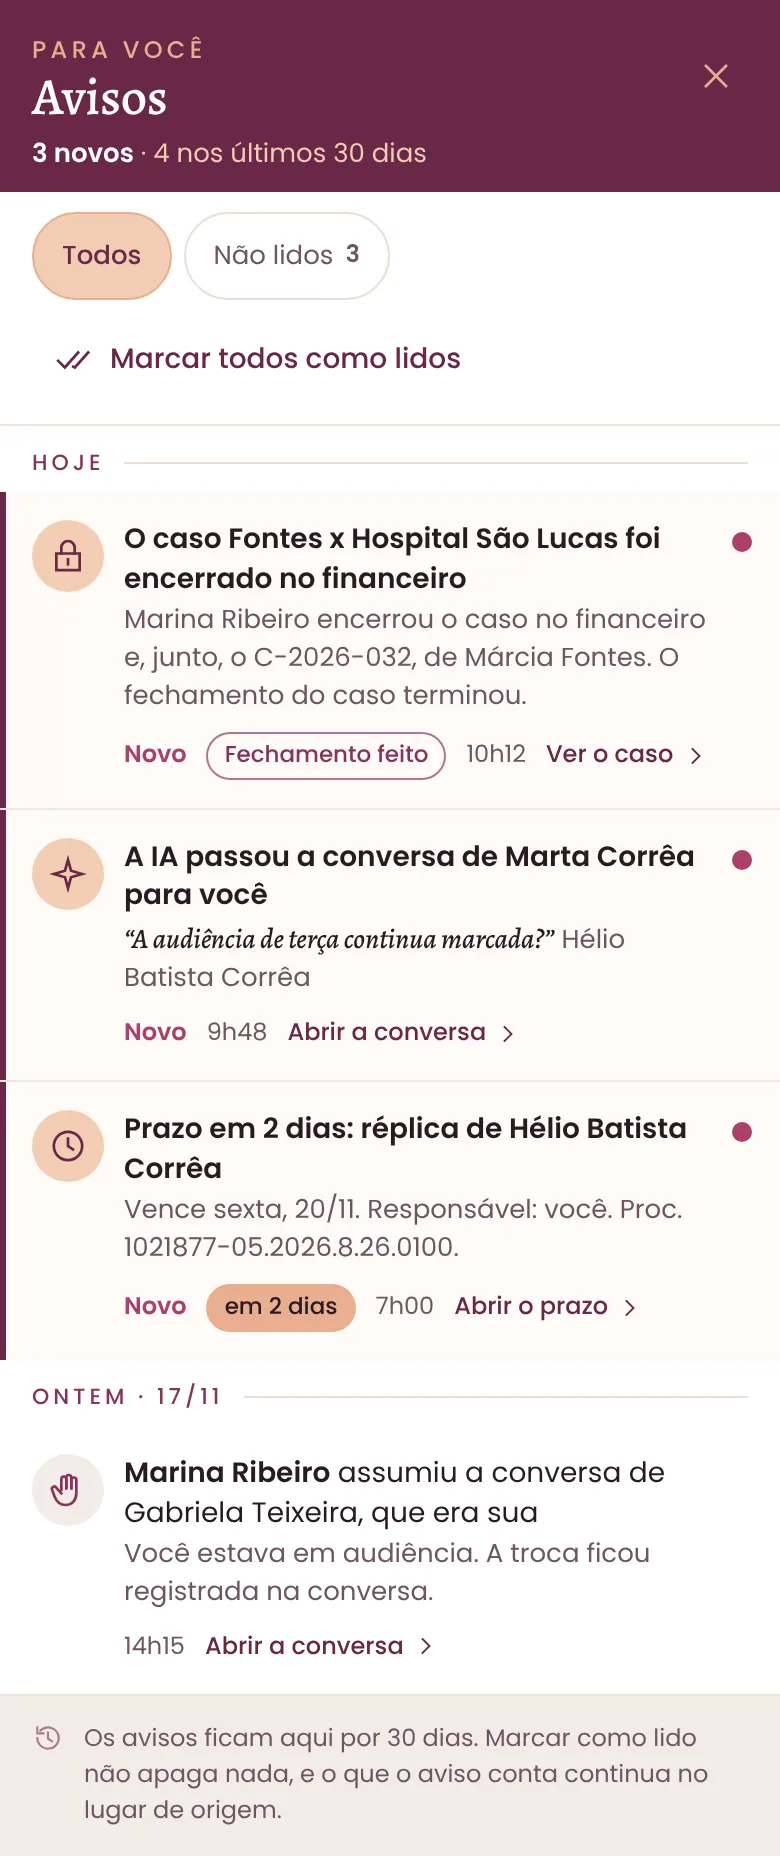 PARA VOCÊ
Avisos
3 novos · 4 nos últimos 30 dias
Todos
Não lidos 3
Marcar todos como lidos
HOJE
O caso Fontes x Hospital São Lucas foi
encerrado no financeiro
Marina Ribeiro encerrou o caso no financeiro
e, junto, o C-2026-032, de Márcia Fontes. O
fechamento do caso terminou.
Novo Fechamento feito 10h12 Ver o caso
A IA passou a conversa de Marta Corrêa
para você
“A audiência de terça continua marcada?” Hélio
Batista Corrêa
Novo 9h48 Abrir a conversa
Prazo em 2 dias: réplica de Hélio Batista
Corrêa
Vence sexta, 20/11. Responsável: você. Proc.
1021877-05.2026.8.26.0100.
Novo em 2 dias 7h00 Abrir o prazo
ONTEM · 17/11
Marina Ribeiro assumiu a conversa de
Gabriela Teixeira, que era sua
Você estava em audiência. A troca ficou
registrada na conversa.
14h15 Abrir a conversa
Os avisos ficam aqui por 30 dias. Marcar como lido
não apaga nada, e o que o aviso conta continua no
lugar de origem.